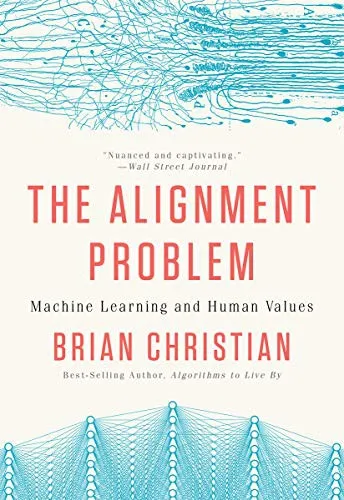 "Nuanced and captivating."
—Wall Street Journal
THE ALIGNMENT
PROBLEM
Machine Learning and Human Values
BRIAN CHRISTIAN
Best-Selling Author, Algorithms to Live By